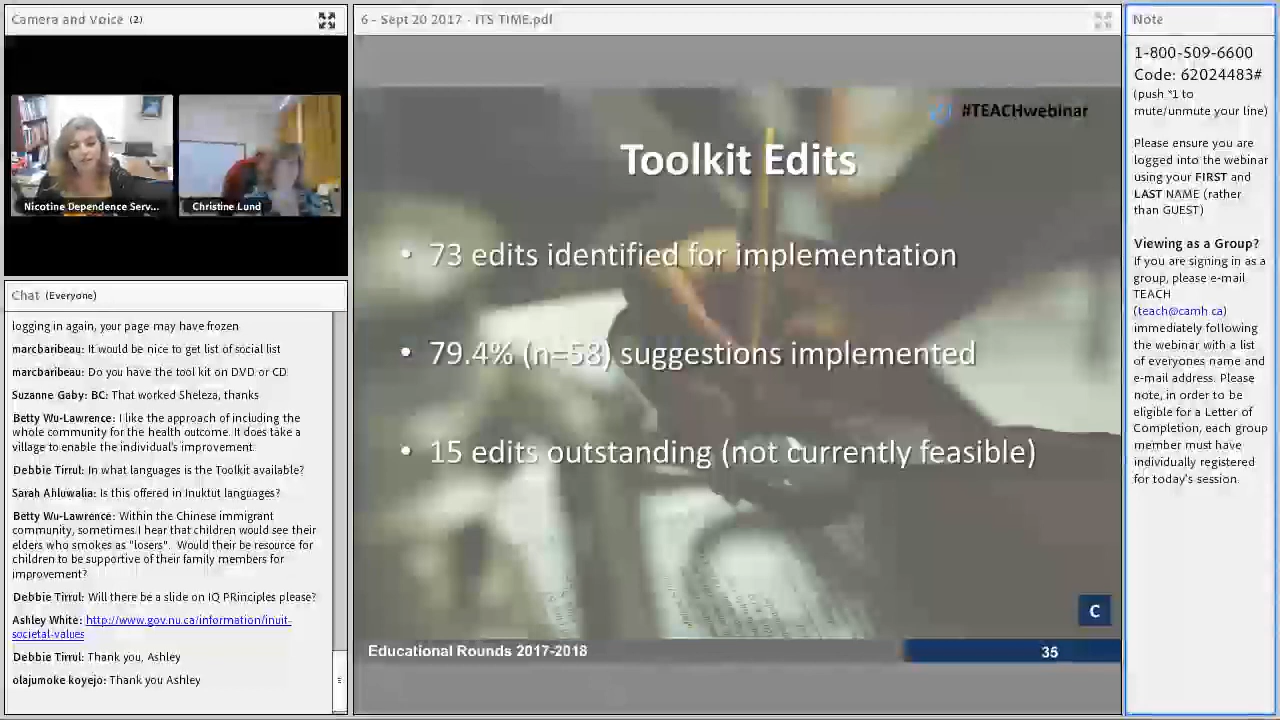 Camera and Voice (2)
Nicotine Dependence Serv...
Christine Lund
Chat (Everyone)
logging in again, your page may have frozen
marcbaribeau: It would be nice to get list of social list
marcbaribeau: Do you have the tool kit on DVD or CD
Suzanne Gaby: BC: That worked Sheleza, thanks
Betty Wu-Lawrence: I like the approach of including the
whole community for the health outcome. It does take a
village to enable the individual's improvement.
Debbie Tirrul: In what languages is the Toolkit available?
Sarah Ahluwalia: Is this offered in Inuktut languages?
Betty Wu-Lawrence: Within the Chinese immigrant
community, sometimes I hear that children would see their
elders who smokes as "losers". Would their be resource for
children to be supportive of their family members for
improvement?
Debbie Tirrul: Will there be a slide on IQ PRinciples please?
Ashley White: http://www.gov.nu.ca/information/inuit-
societal-values
Debbie Tirrul: Thank you, Ashley
olajumoke koyejo: Thank you Ashley
6 - Sept 20 2017 - ITS TIME.pdf
#TEACHwebinar
Toolkit Edits
• 73 edits identified for implementation
• 79.4% (n=58) suggestions implemented
• 15 edits outstanding (not currently feasible)
C
Educational Rounds 2017-2018
35
Note
1-800-509-6600
Code: 62024483#
(push *1 to
mute/unmute your line)
Please ensure you are
logged into the webinar
using your FIRST and
LAST NAME (rather
than GUEST)
Viewing as a Group?
If you are signing in as a
group, please e-mail
TEACH
(teach@camh.ca)
immediately following
the webinar with a list
of everyones name and
e-mail address. Please
note, in order to be
eligible for a Letter of
Completion, each group
member must have
individually registered
for today's session.